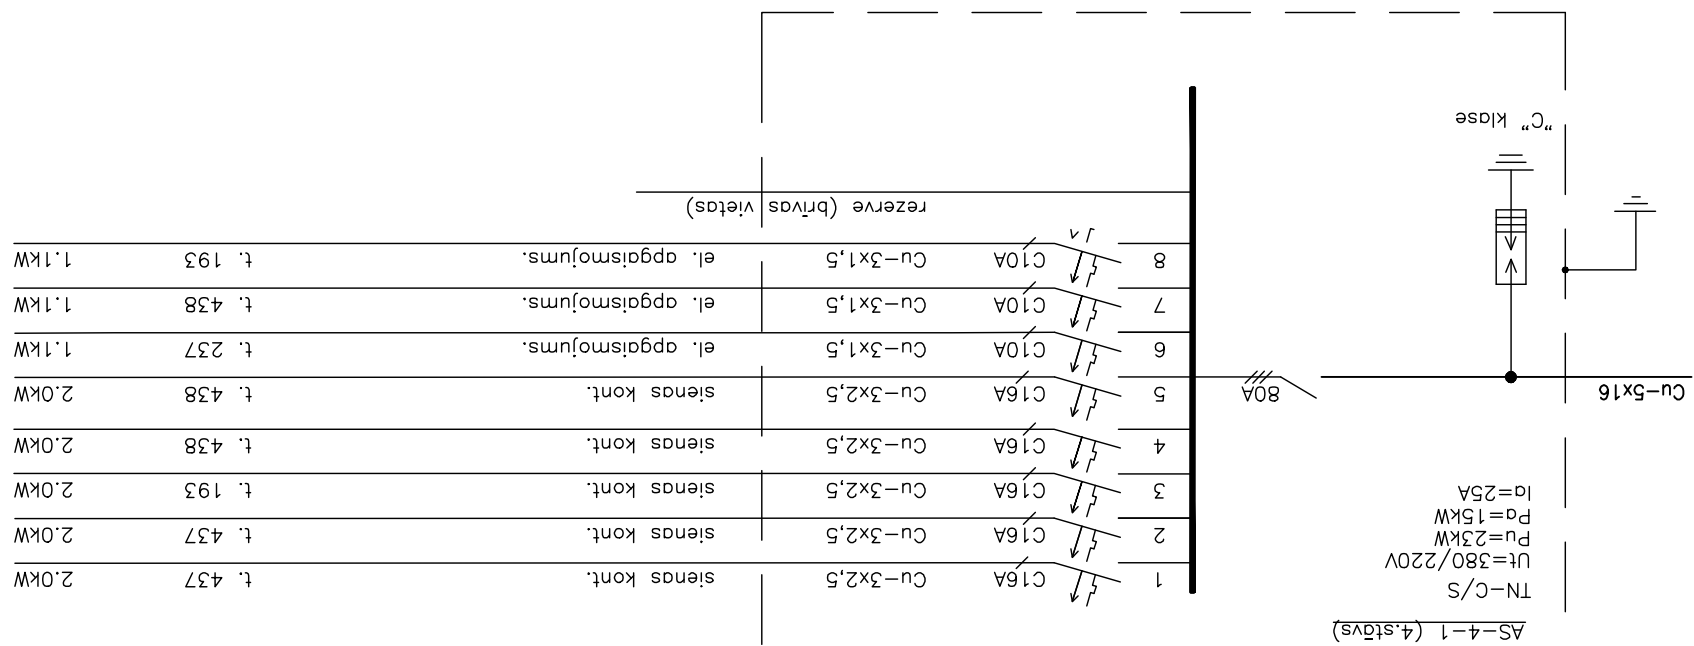 AS-4-1 (4.stāvs)
TN-C/S
Ut=380/220V
Pu=23kW
Pa=15kW
Ia=25A
Cu-5x16
80A
„C” klase
1 C16A Cu-3x2,5 sienas kont. t. 437 2.0kW
2 C16A Cu-3x2,5 sienas kont. t. 437 2.0kW
3 C16A Cu-3x2,5 sienas kont. t. 193 2.0kW
4 C16A Cu-3x2,5 sienas kont. t. 438 2.0kW
5 C16A Cu-3x2,5 sienas kont. t. 438 2.0kW
6 C10A Cu-3x1,5 el. apgaismojums. t. 237 1.1kW
7 C10A Cu-3x1,5 el. apgaismojums. t. 438 1.1kW
8 C10A Cu-3x1,5 el. apgaismojums. t. 193 1.1kW
rezerve (brīvas vietas)